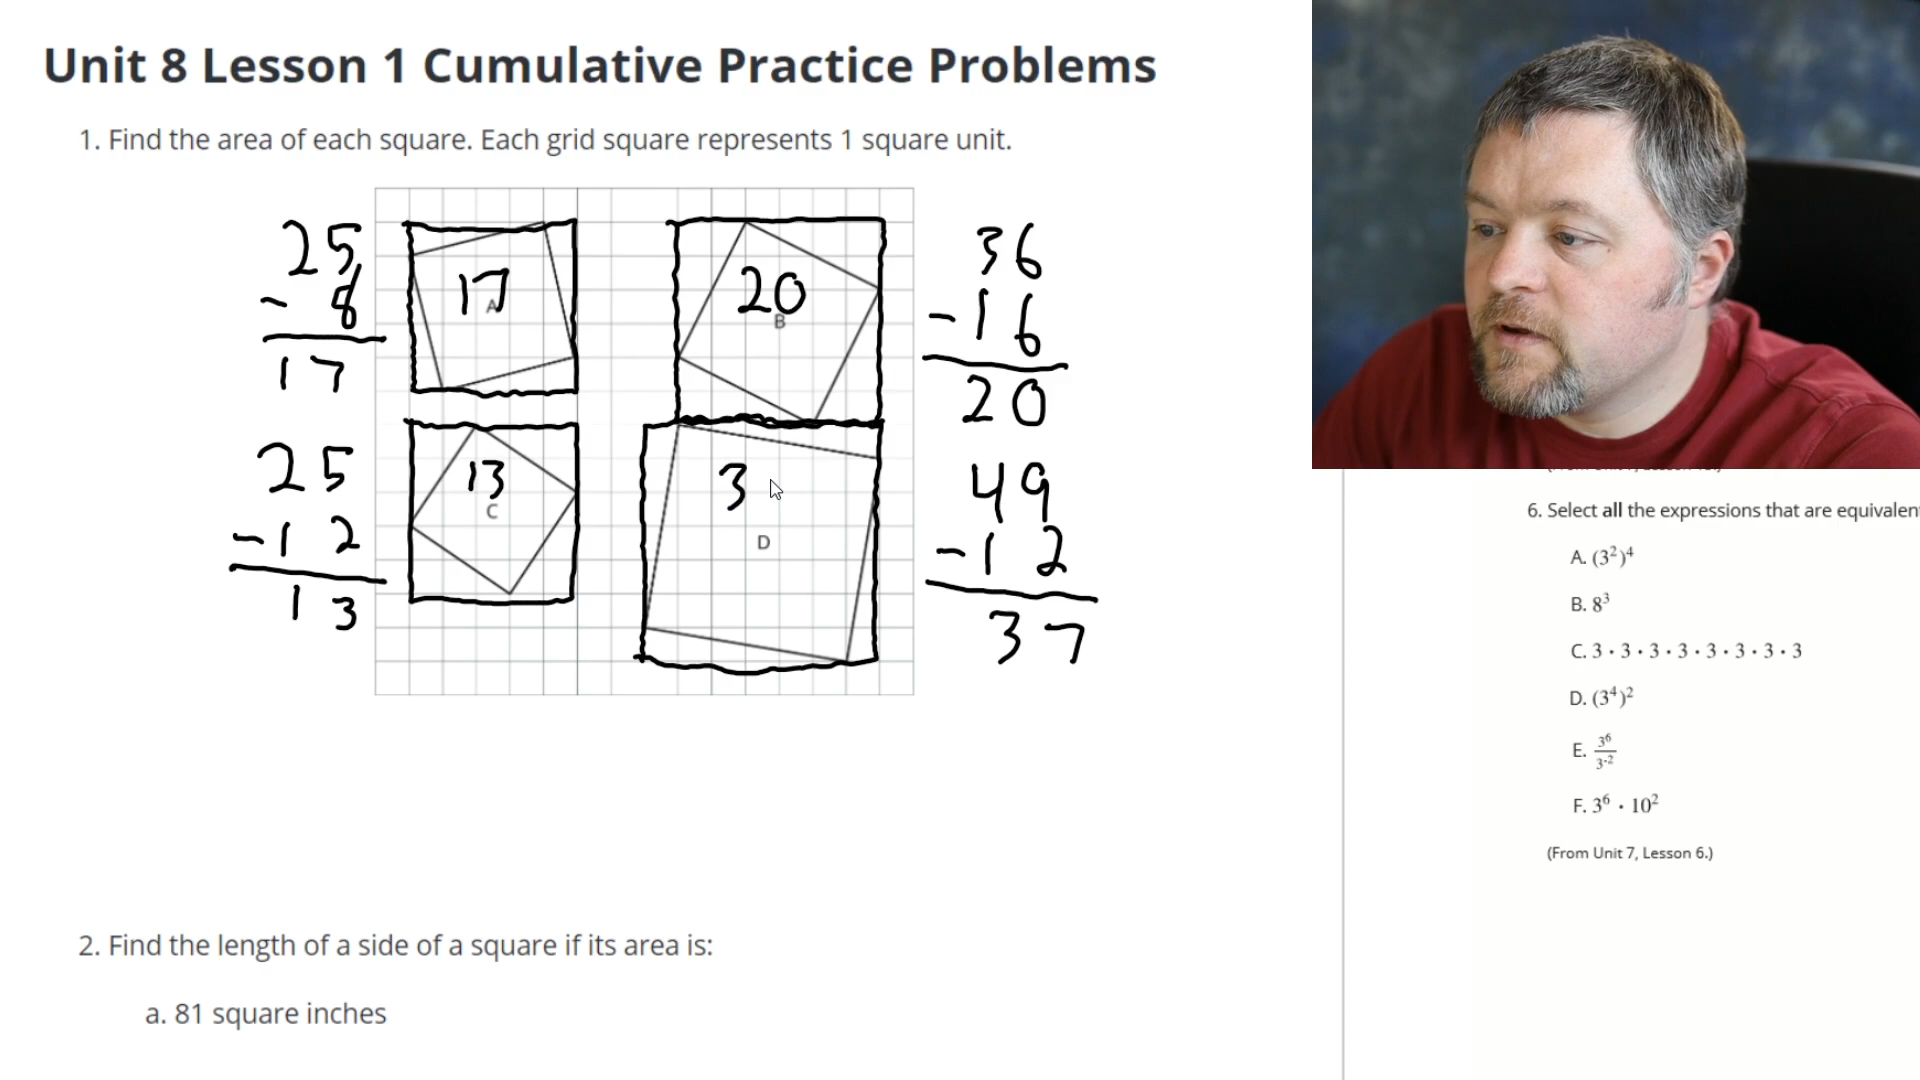 Unit 8 Lesson 1 Cumulative Practice Problems
1. Find the area of each square. Each grid square represents 1 square unit.
25
- 8
17
17
A
20
B
36
-16
20
25
-12
13
13
C
3
D
49
-12
37
6. Select all the expressions that are equivalen
A. (3²)⁴
B. 8³
C. 3 · 3 · 3 · 3 · 3 · 3 · 3 · 3
D. (3⁴)²
E. 3⁶
3⁻²
F. 3⁶ · 10²
(From Unit 7, Lesson 6.)
2. Find the length of a side of a square if its area is:
a. 81 square inches